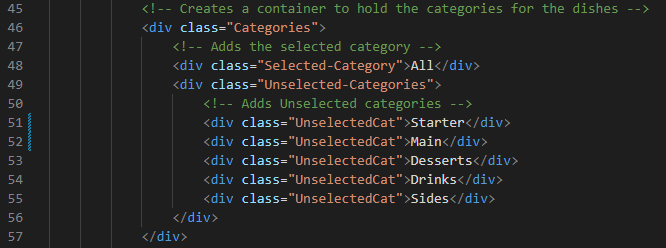 45 <!-- Creates a container to hold the categories for the dishes -->
46 <div class="Categories">
47 <!-- Adds the selected category -->
48 <div class="Selected-Category">All</div>
49 <div class="Unselected-Categories">
50 <!-- Adds Unselected categories -->
51 <div class="UnselectedCat">Starter</div>
52 <div class="UnselectedCat">Main</div>
53 <div class="UnselectedCat">Desserts</div>
54 <div class="UnselectedCat">Drinks</div>
55 <div class="UnselectedCat">Sides</div>
56 </div>
57 </div>